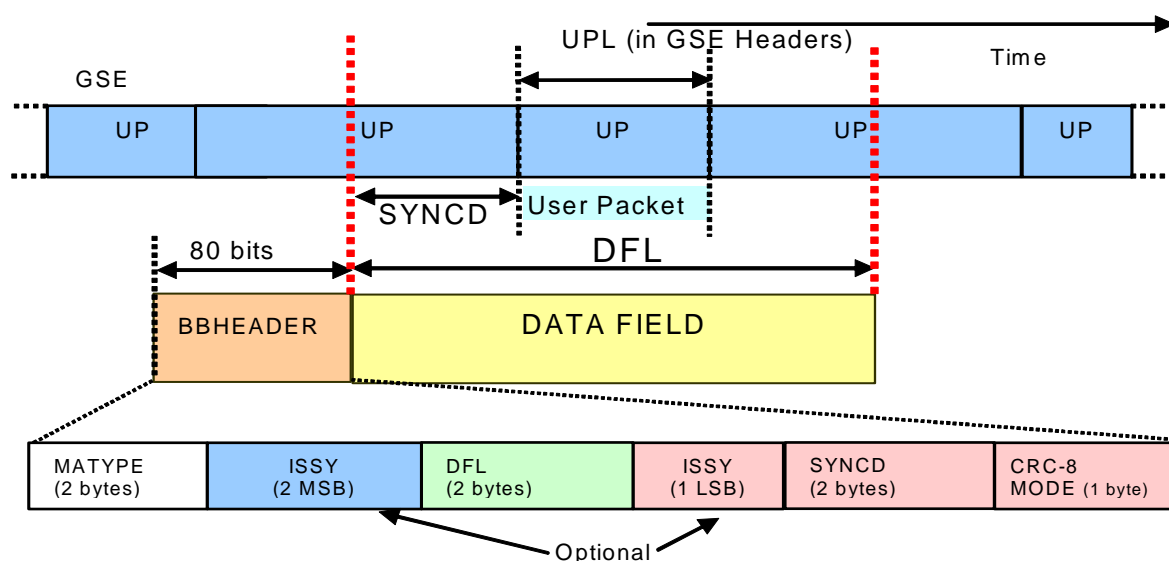 UPL (in GSE Headers)
Time
GSE
UP
UP
UP
UP
UP
SYNCD
User Packet
80 bits
DFL
BBHEADER
DATA FIELD
MATYPE
(2 bytes)
ISSY
(2 MSB)
DFL
(2 bytes)
ISSY
(1 LSB)
SYNCD
(2 bytes)
CRC-8
MODE (1 byte)
Optional